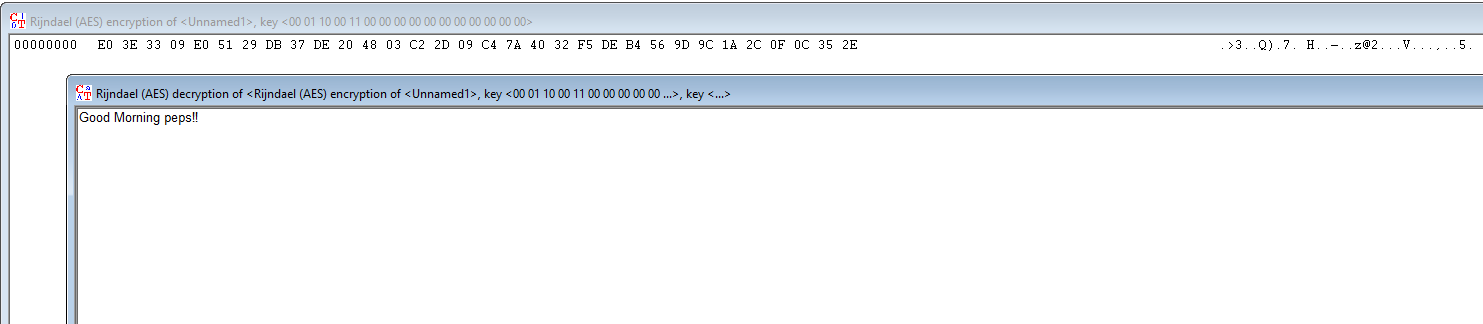 Rijndael (AES) encryption of <Unnamed1>, key <00 01 10 00 11 00 00 00 00 00 00 00 00 00 00 00>
00000000 E0 3E 33 09 E0 51 29 DB 37 DE 20 48 03 C2 2D 09 C4 7A 40 32 F5 DE B4 56 9D 9C 1A 2C 0F 0C 35 2E .>3..Q).7. H..-..z@2...V...,..5.
Rijndael (AES) decryption of <Rijndael (AES) encryption of <Unnamed1>, key <00 01 10 00 11 00 00 00 00 00 ...>, key <...>
Good Morning peps!!